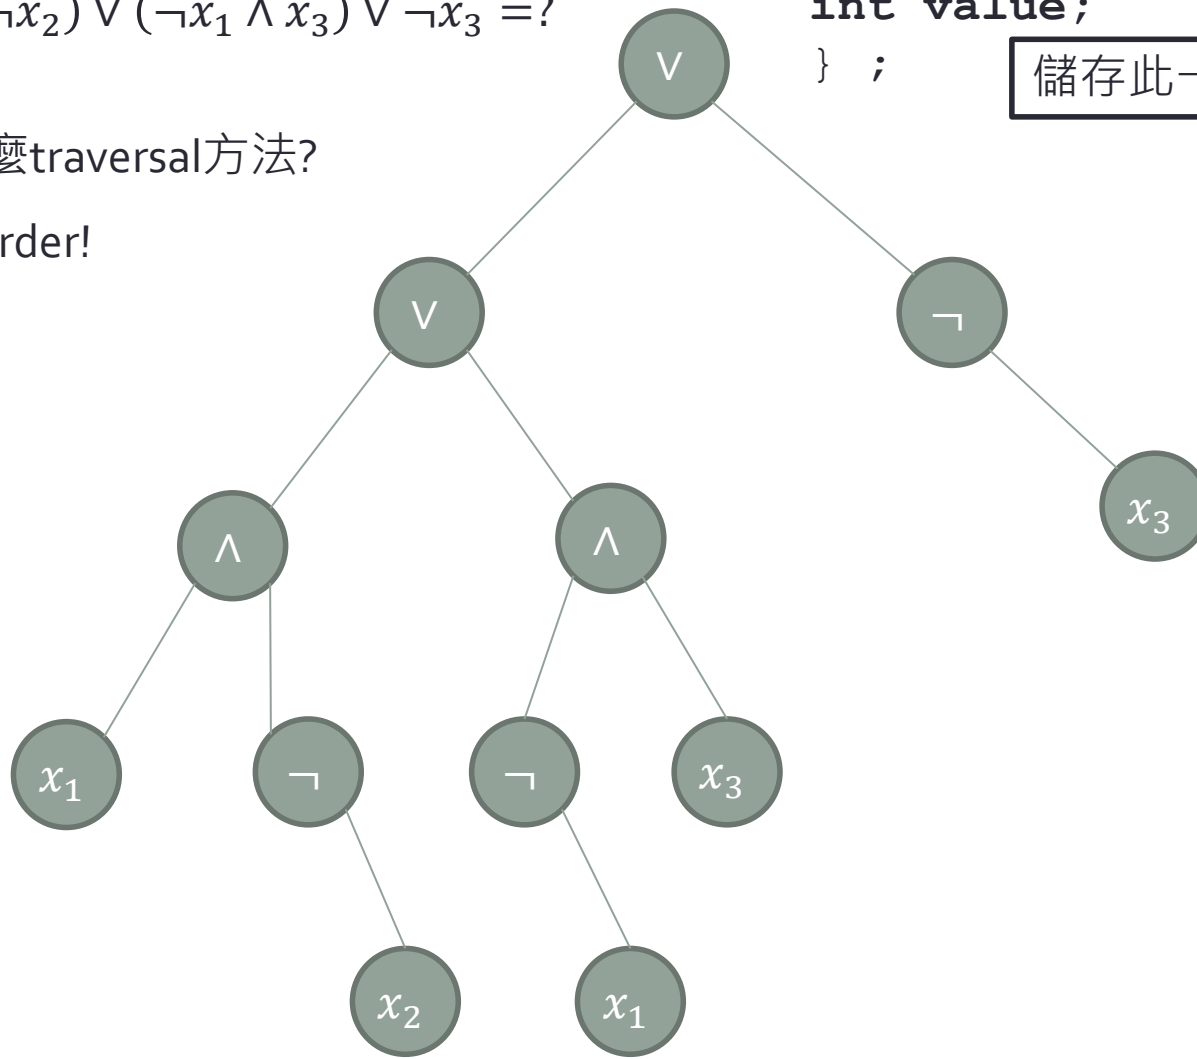 ¬x₂) ∨ (¬x₁ ∧ x₃) ∨ ¬x₃ =?
int value;
} ;
儲存此一
麼traversal方法?
rder!
∨
∨
¬
∧
∧
x₃
x₁
¬
¬
x₃
x₂
x₁